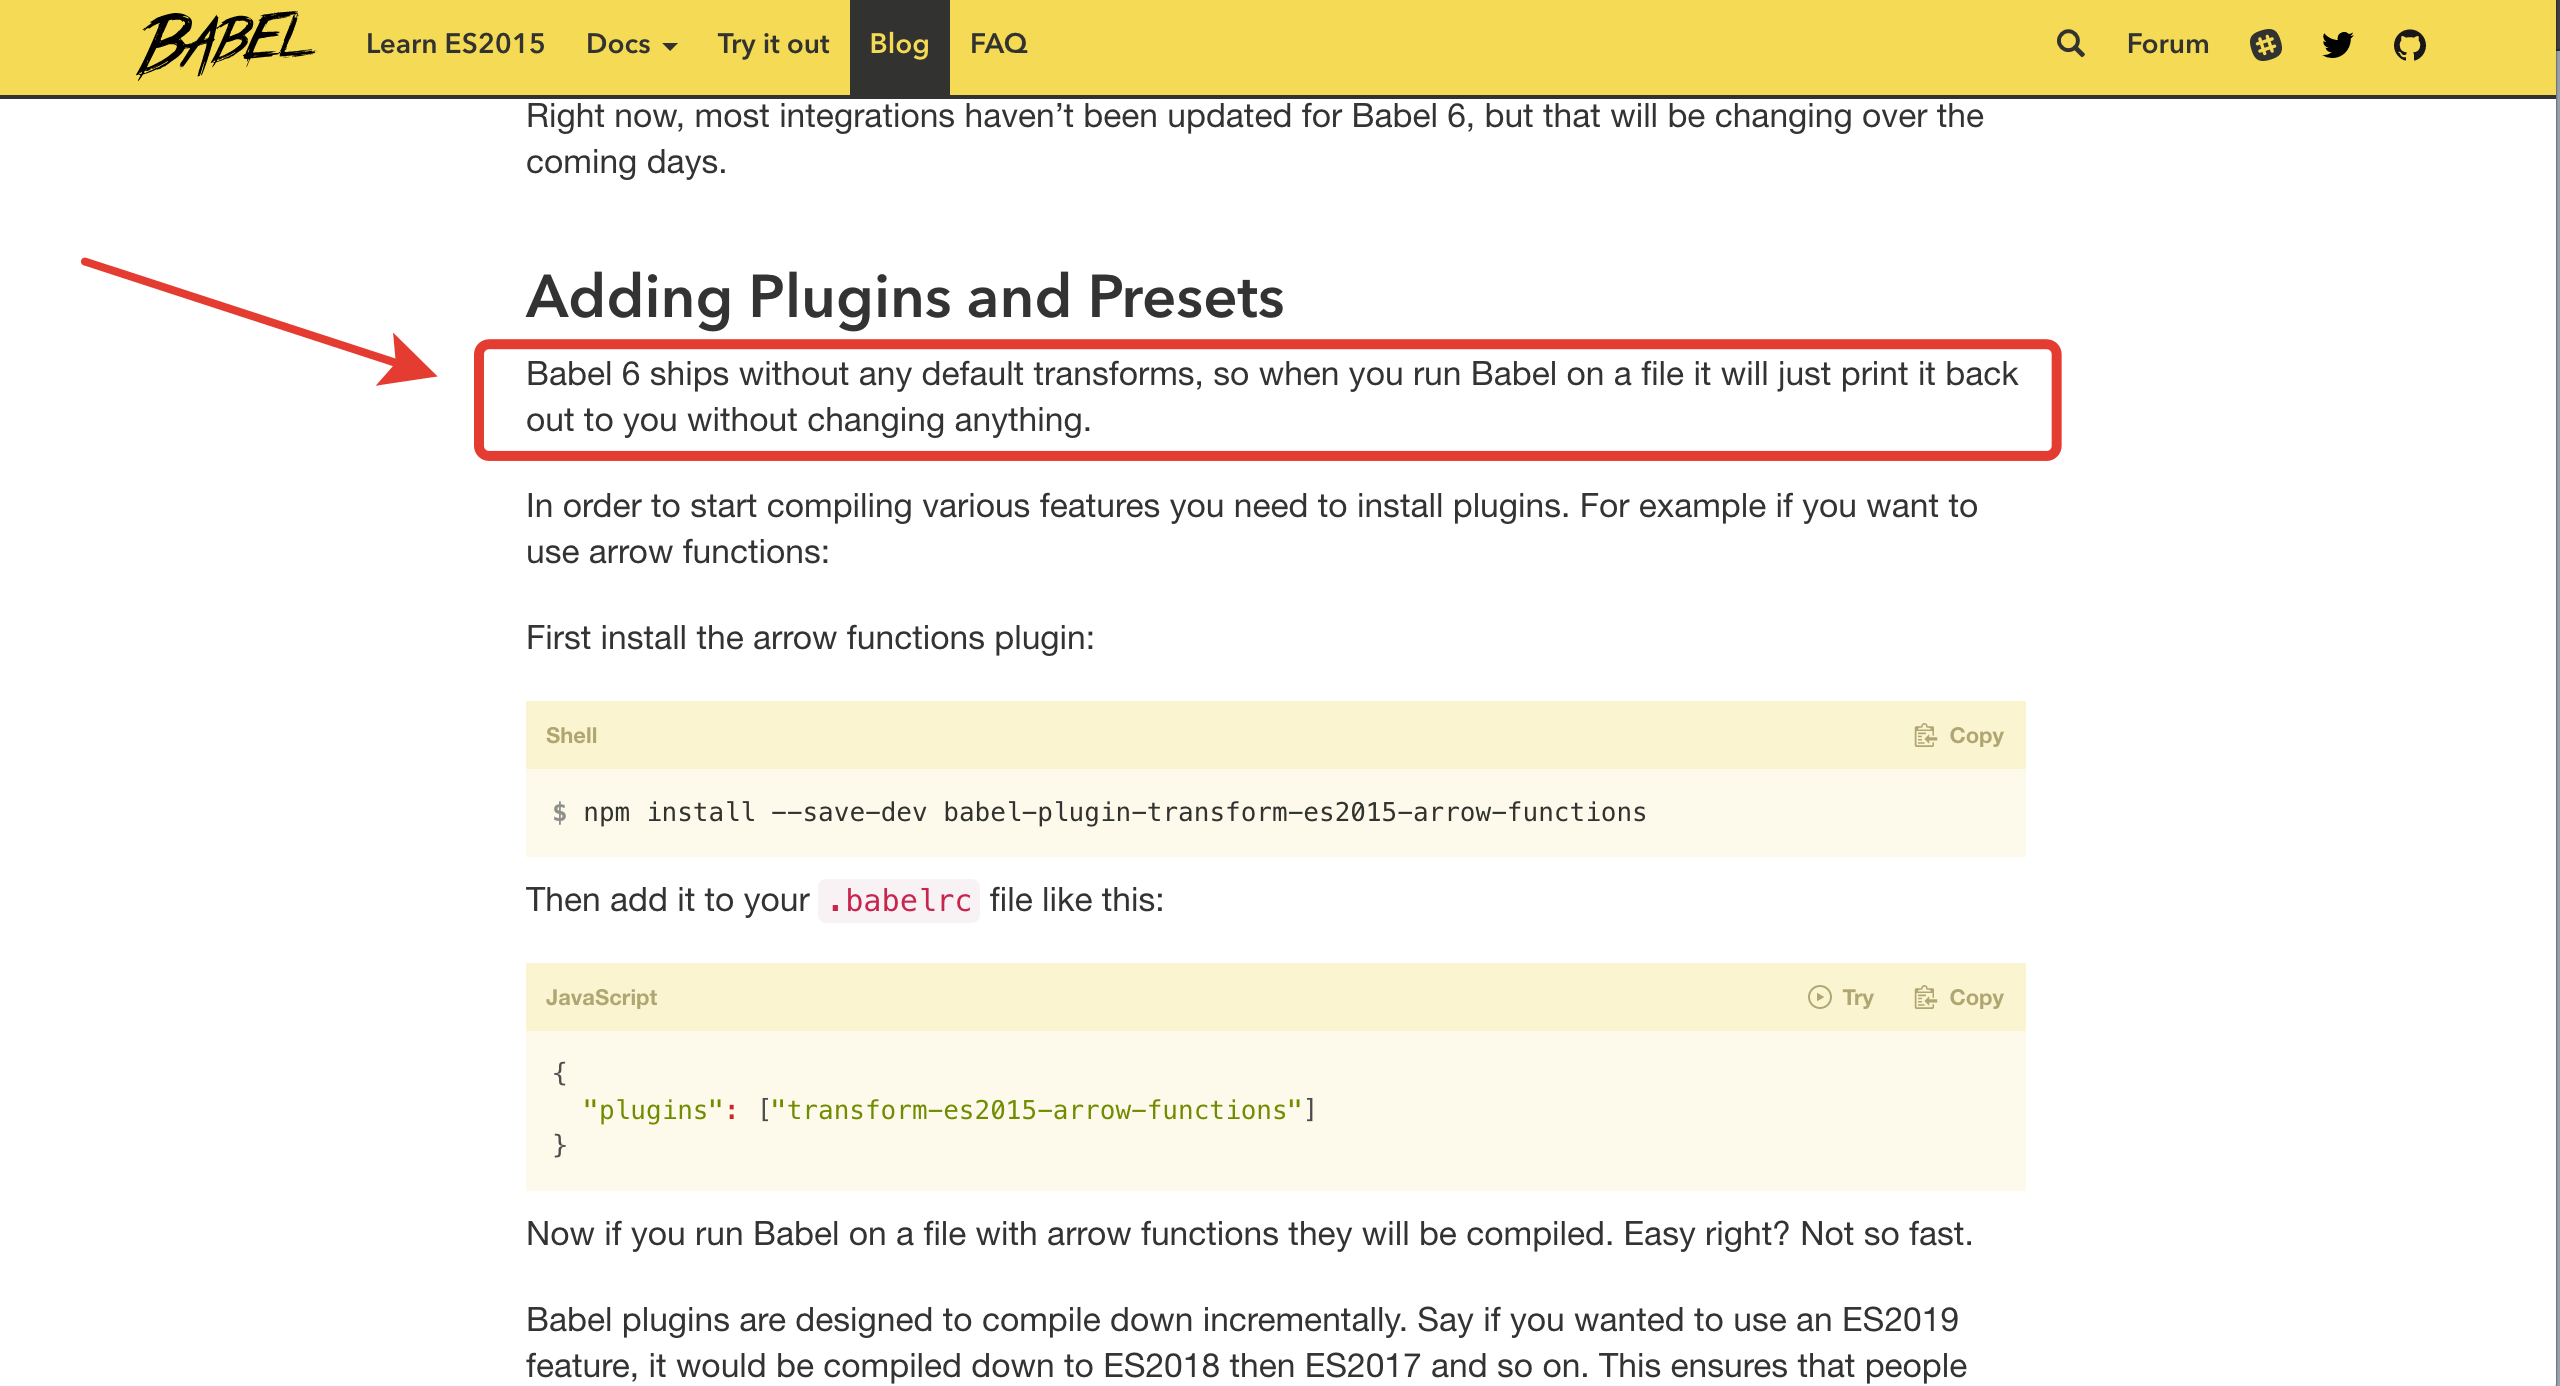 BABEL Learn ES2015 Docs Try it out Blog FAQ Forum
Right now, most integrations haven’t been updated for Babel 6, but that will be changing over the
coming days.
Adding Plugins and Presets
Babel 6 ships without any default transforms, so when you run Babel on a file it will just print it back
out to you without changing anything.
In order to start compiling various features you need to install plugins. For example if you want to
use arrow functions:
First install the arrow functions plugin:
Shell Copy
$ npm install --save-dev babel-plugin-transform-es2015-arrow-functions
Then add it to your .babelrc file like this:
JavaScript Try Copy
{
"plugins": ["transform-es2015-arrow-functions"]
}
Now if you run Babel on a file with arrow functions they will be compiled. Easy right? Not so fast.
Babel plugins are designed to compile down incrementally. Say if you wanted to use an ES2019
feature, it would be compiled down to ES2018 then ES2017 and so on. This ensures that people